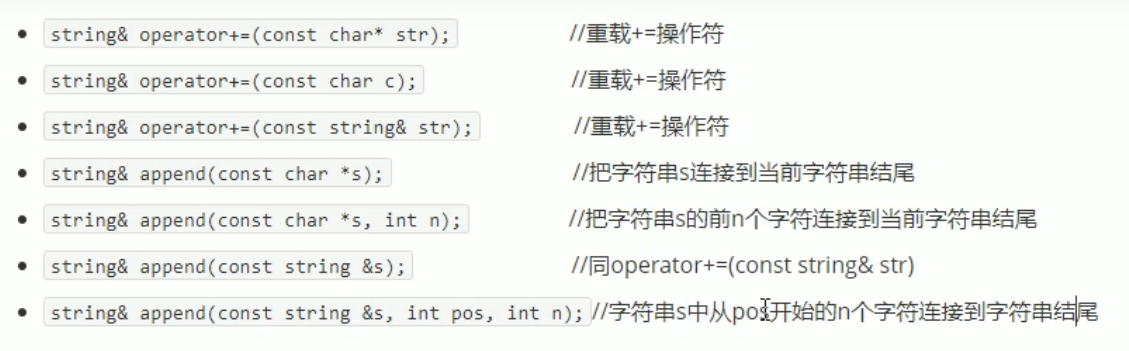 string& operator+=(const char* str); //重载+=操作符
string& operator+=(const char c); //重载+=操作符
string& operator+=(const string& str); //重载+=操作符
string& append(const char *s); //把字符串s连接到当前字符串结尾
string& append(const char *s, int n); //把字符串s的前n个字符连接到当前字符串结尾
string& append(const string &s); //同operator+=(const string& str)
string& append(const string &s, int pos, int n); //字符串s中从pos开始的n个字符连接到字符串结尾